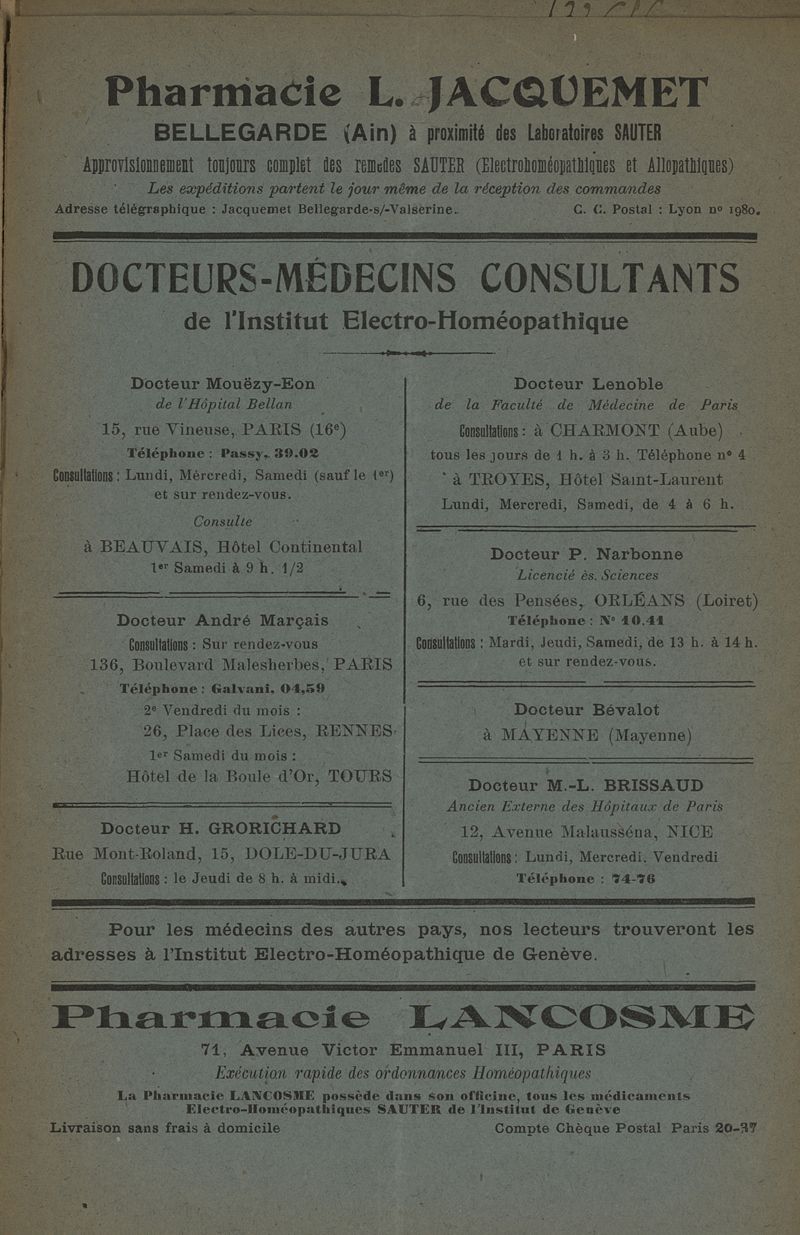 Pharmacie L. JACQUEMET
BELLEGARDE (Ain) à proximité des Laboratoires SAUTER
Approvisionnement toujours complet des remèdes SAUTER (Electrohoméopathiques et Allopathiques)
Les expéditions partent le jour même de la réception des commandes
Adresse télégraphique : Jacquemet Bellegarde-s/-Valserine.
C. C. Postal : Lyon nº 1980.
DOCTEURS-MÉDECINS CONSULTANTS
de l'Institut Electro-Homéopathique
Docteur Mouëzy-Eon
de l'Hôpital Bellan
15, rue Vineuse, PARIS (16e)
Téléphone : Passy. 39.02
Consultations : Lundi, Mercredi, Samedi (sauf le 1er)
et sur rendez-vous.
Consulte
à BEAUVAIS, Hôtel Continental
1er Samedi à 9 h. 1/2
Docteur André Marçais
Consultations : Sur rendez-vous
136, Boulevard Malesherbes, PARIS
Téléphone : Galvani. 04,59
2e Vendredi du mois :
26, Place des Lices, RENNES
1er Samedi du mois :
Hôtel de la Boule d'Or, TOURS
Docteur H. GRORICHARD
Rue Mont-Roland, 15, DOLE-DU-JURA
Consultations : le Jeudi de 8 h. à midi.
Docteur Lenoble
de la Faculté de Médecine de Paris
Consultations : à CHARMONT (Aube)
tous les jours de 1 h. à 3 h. Téléphone nº 4
à TROYES, Hôtel Saint-Laurent
Lundi, Mercredi, Samedi, de 4 à 6 h.
Docteur P. Narbonne
Licencié ès. Sciences
6, rue des Pensées, ORLÉANS (Loiret)
Téléphone : Nº 10.41
Consultations : Mardi, Jeudi, Samedi, de 13 h. à 14 h.
et sur rendez-vous.
Docteur Bévalot
à MAYENNE (Mayenne)
Docteur M.-L. BRISSAUD
Ancien Externe des Hôpitaux de Paris
12, Avenue Malausséna, NICE
Consultations : Lundi, Mercredi, Vendredi
Téléphone : 74-76
Pour les médecins des autres pays, nos lecteurs trouveront les
adresses à l'Institut Electro-Homéopathique de Genève.
Pharmacie LANCOSME
71, Avenue Victor Emmanuel III, PARIS
Exécution rapide des ordonnances Homéopathiques
La Pharmacie LANCOSME possède dans son officine, tous les médicaments
Electro-Homéopathiques SAUTER de l'Institut de Genève
Livraison sans frais à domicile
Compte Chèque Postal Paris 20-37